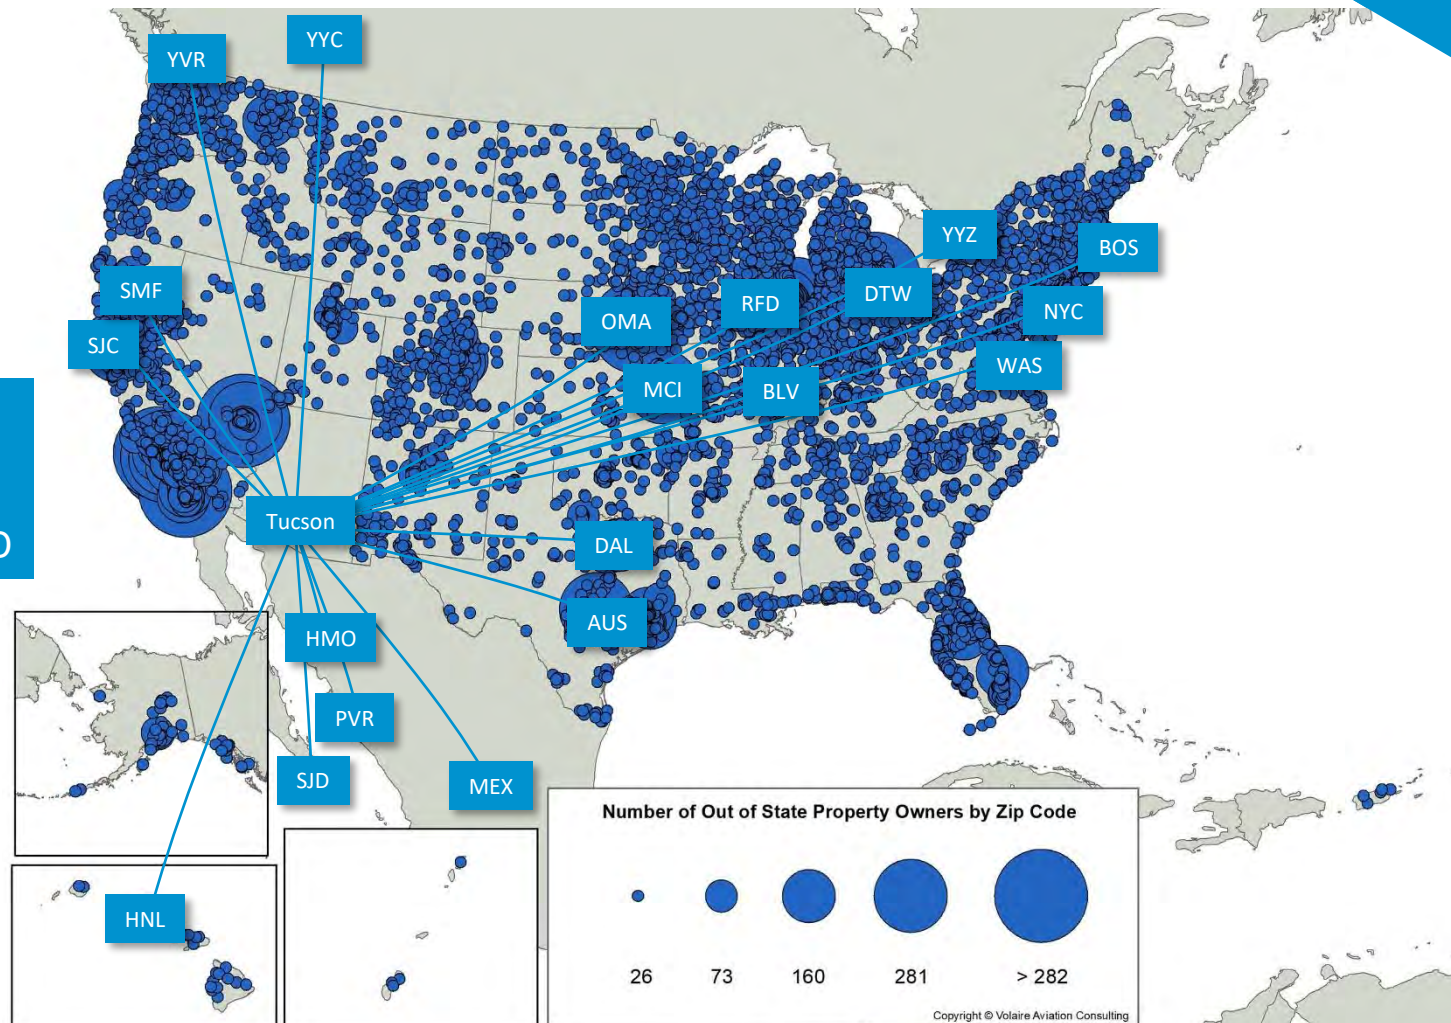 YYC
YVR
YYZ
BOS
SMF
RFD
DTW
OMA
NYC
SJC
WAS
MCI
BLV
Tucson
DAL
AUS
HMO
PVR
SJD
MEX
HNL
Number of Out of State Property Owners by Zip Code
26 73 160 281 > 282
Copyright © Volaire Aviation Consulting